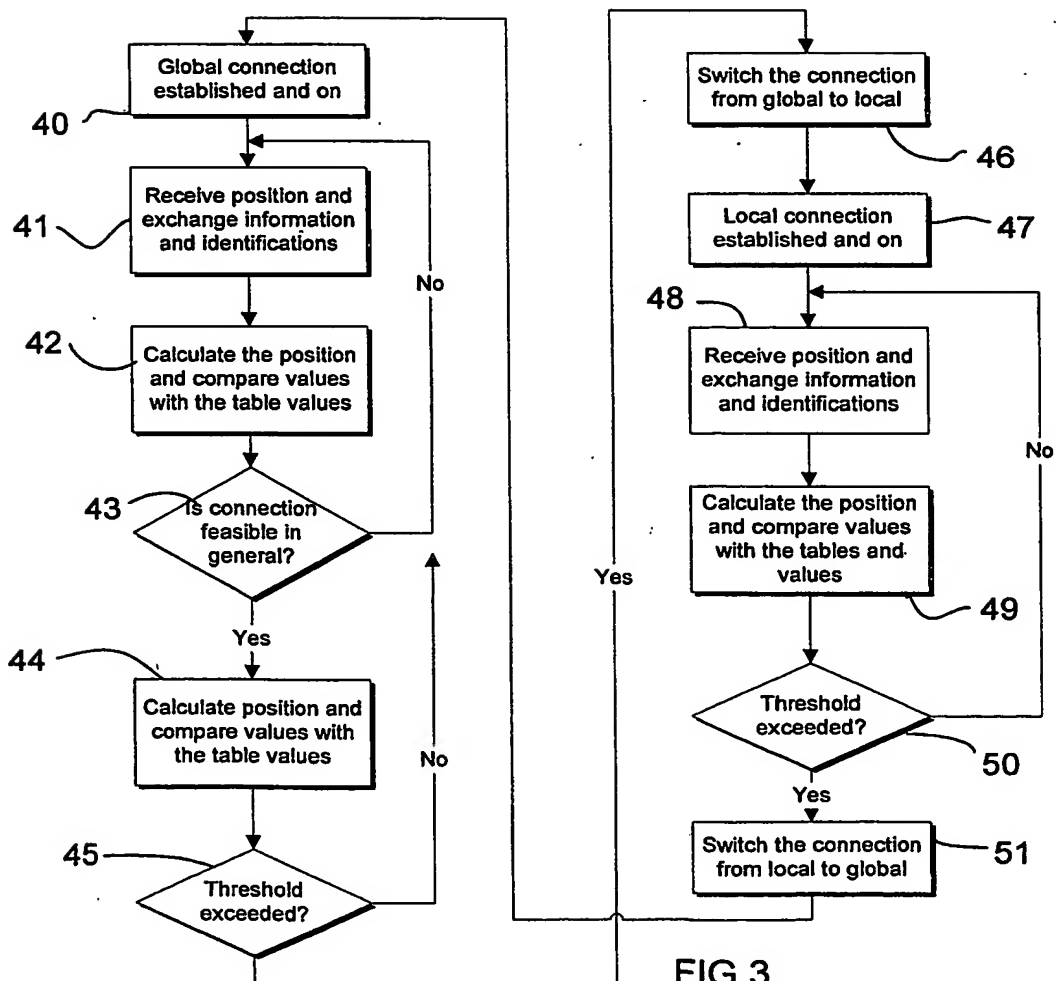 Global connection
established and on
40
Receive position and
exchange information
and identifications
41
No
Calculate the position
and compare values
with the table values
42
Is connection
feasible in
general?
43
Yes
44
Calculate position and
compare values with
the table values
No
45
Threshold
exceeded?
Yes
Switch the connection
from global to local
46
Local connection
established and on
47
48
Receive position and
exchange information
and identifications
No
Calculate the position
and compare values
with the tables and
values
49
Threshold
exceeded?
50
Yes
Switch the connection
from local to global
51
FIG 3